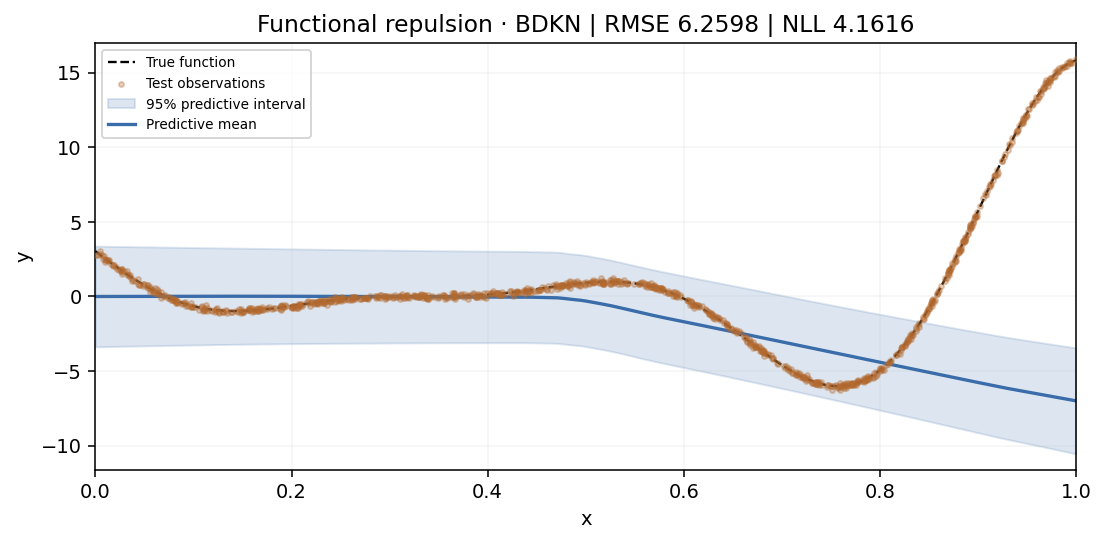 Functional repulsion · BDKN | RMSE 6.2598 | NLL 4.1616
True function
Test observations
95% predictive interval
Predictive mean
15
10
5
0
−5
−10
y
0.0 0.2 0.4 0.6 0.8 1.0
x